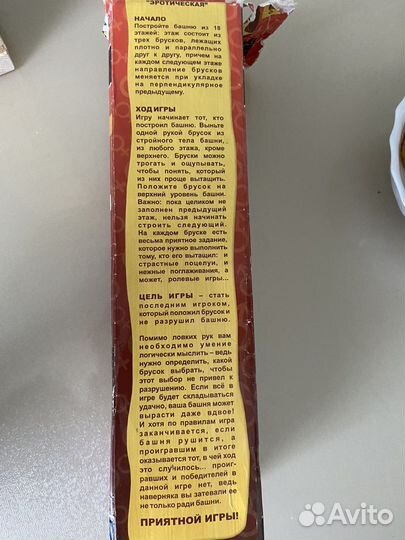 "ЭРОТИЧЕСКАЯ"
НАЧАЛО
Постройте башню из 18
этажей: этаж состоит из
трех брусков, лежащих
плотно и параллельно
друг к другу, причем на
каждом следующем этаже
направление брусков
меняется при укладке
на перпендикулярное
предыдущему.
ХОД ИГРЫ
Игру начинает тот, кто
построил башню. Выньте
одной рукой брусок из
стройного тела башни,
из любого этажа, кроме
верхнего. Бруски можно
трогать и ощупывать,
чтобы понять, который
из них проще вытащить.
Положите брусок на
верхний уровень башни.
Важно: пока целиком не
заполнен предыдущий
этаж, нельзя начинать
строить следующий.
На каждом бруске есть
весьма приятное задание,
которое нужно выполнить
тому, кто его вытащил: и
страстные поцелуи, и
нежные поглаживания, а
может, ролевые игры...
ЦЕЛЬ ИГРЫ – стать
последним игроком,
который положил брусок
и не разрушил башню.
Помимо ловких рук вам
необходимо умение
логически мыслить – ведь
нужно определить, какой
брусок выбрать, чтобы
этот выбор не привел к
разрушению. Если всё в
игре будет складываться
удачно, ваша башня может
вырасти даже вдвое!
И хотя по правилам игра
заканчивается, если
башня рушится, а
проигравшим в итоге
оказывается тот, в чей ход
это случилось... проиг-
равших и победителей в
данной игре нет, ведь
наверняка вы затевали ее
не только ради башни.
ПРИЯТНОЙ ИГРЫ!
Avito